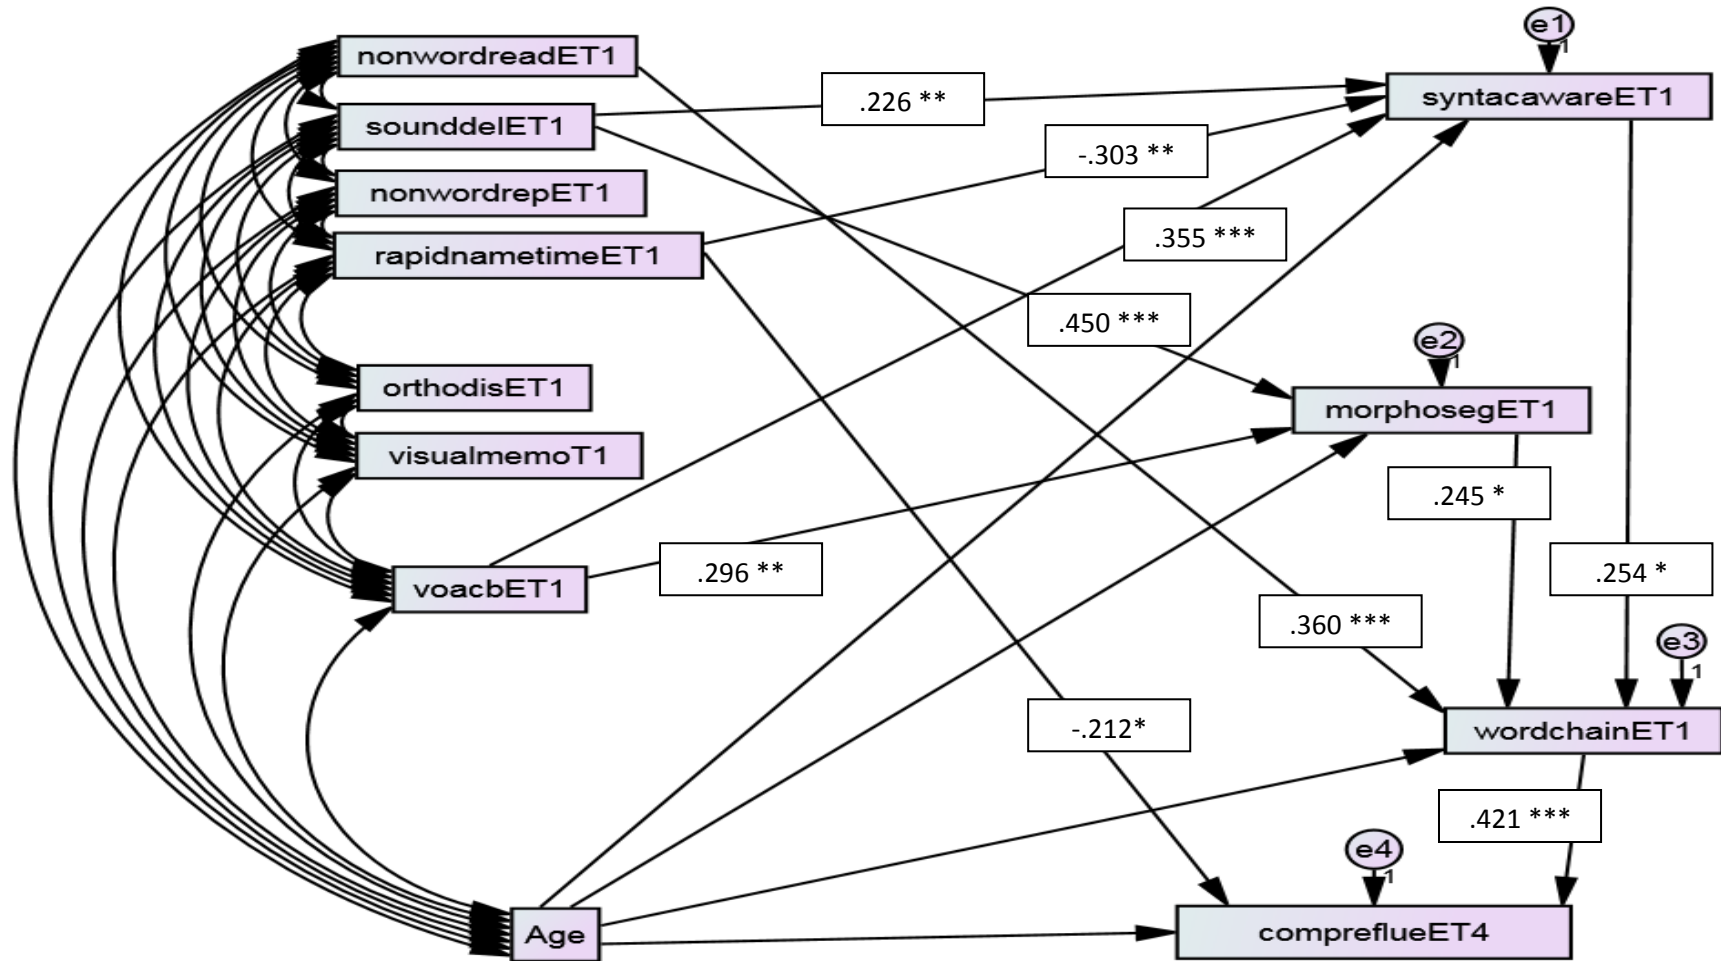 e1
1
nonwordreadET1
syntacawareET1
.226 **
sounddelET1
-.303 **
nonwordrepET1
.355 ***
rapidnametimeET1
.450 ***
e2
1
orthodisET1
morphosegET1
visualmemoT1
.245 *
.296 **
.254 *
voacbET1
.360 ***
e3
1
-.212*
wordchainET1
.421 ***
e4
1
Age
compreflueET4